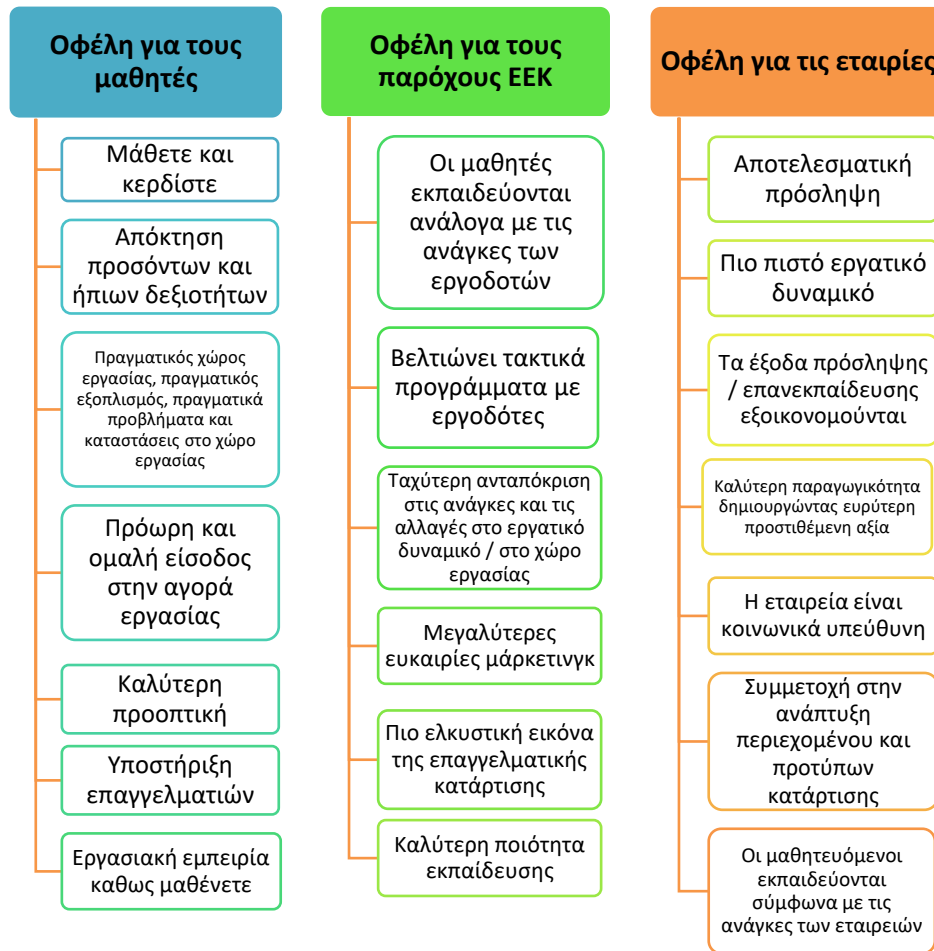 Οφέλη για τους
μαθητές
Μάθετε και
κερδίστε
Απόκτηση
προσόντων και
ήπιων δεξιοτήτων
Πραγματικός χώρος
εργασίας, πραγματικός
εξοπλισμός, πραγματικά
προβλήματα και
καταστάσεις στο χώρο
εργασίας
Πρόωρη και
ομαλή είσοδος
στην αγορά
εργασίας
Καλύτερη
προοπτική
Υποστήριξη
επαγγελματιών
Εργασιακή εμπειρία
καθως μαθένετε
Οφέλη για τους
παρόχους ΕΕΚ
Οι μαθητές
εκπαιδεύονται
ανάλογα με τις
ανάγκες των
εργοδοτών
Βελτιώνει τακτικά
προγράμματα με
εργοδότες
Ταχύτερη ανταπόκριση
στις ανάγκες και τις
αλλαγές στο εργατικό
δυναμικό / στο χώρο
εργασίας
Μεγαλύτερες
ευκαιρίες μάρκετινγκ
Πιο ελκυστική εικόνα
της επαγγελματικής
κατάρτισης
Καλύτερη ποιότητα
εκπαίδευσης
Οφέλη για τις εταιρίες
Αποτελεσματική
πρόσληψη
Πιο πιστό εργατικό
δυναμικό
Τα έξοδα πρόσληψης
/ επανεκπαίδευσης
εξοικονομούνται
Καλύτερη παραγωγικότητα
δημιουργώντας ευρύτερη
προστιθέμενη αξία
Η εταιρεία είναι
κοινωνικά υπεύθυνη
Συμμετοχή στην
ανάπτυξη
περιεχομένου και
προτύπων
κατάρτισης
Οι μαθητευόμενοι
εκπαιδεύονται
σύμφωνα με τις
ανάγκες των εταιρειών